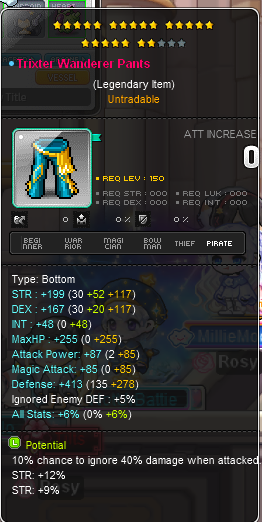 Trixter Wanderer Pants
(Legendary Item)
Untradable
Title
ATT INCREASE
0
REQ LEV : 150
REQ STR : 000
REQ LUK : 000
REQ DEX : 000
REQ INT : 000
0 0 % 0 %
BEGINNER WARRIOR MAGICIAN BOWMAN THIEF PIRATE
Type: Bottom
STR : +199 (30 +52 +117)
DEX : +167 (30 +20 +117)
INT : +48 (0 +48)
MaxHP : +255 (0 +255)
Attack Power: +87 (2 +85)
Magic Attack: +85 (0 +85)
Defense: +413 (135 +278)
Ignored Enemy DEF : +5%
All Stats: +6% (0% +6%)
L Potential
10% chance to ignore 40% damage when attacked.
STR: +12%
STR: +9%
MillieMc
Rosy